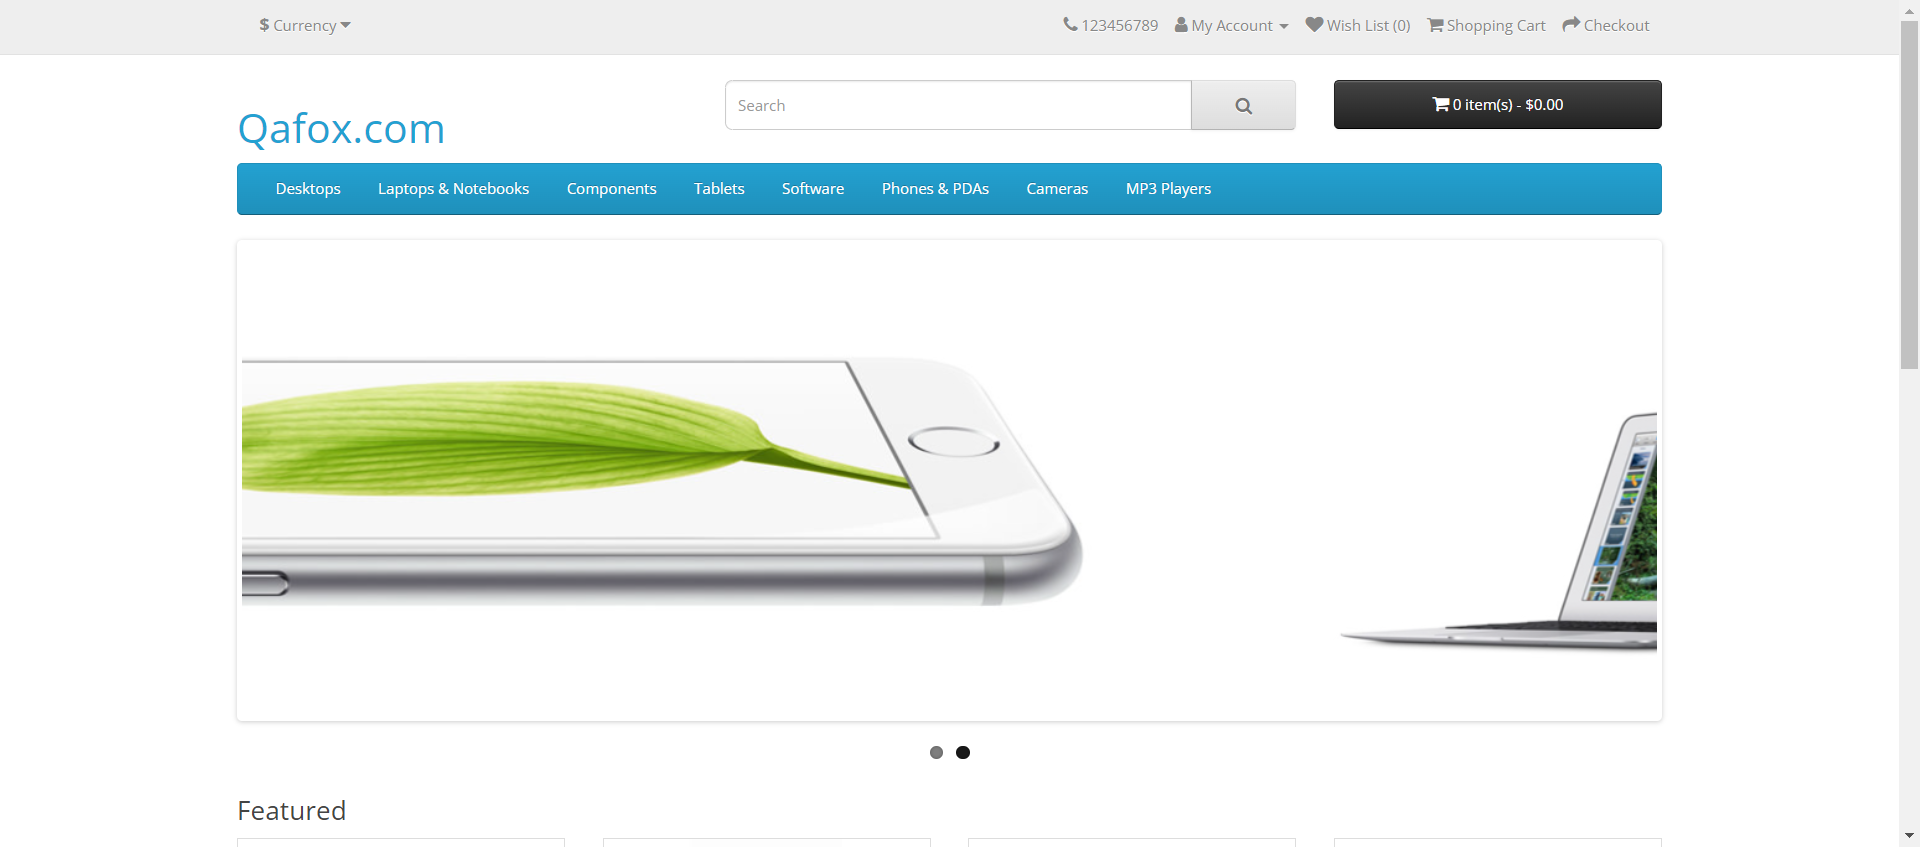 $ Currency
123456789 My Account Wish List (0) Shopping Cart Checkout
Search
0 item(s) - $0.00
Qafox.com
Desktops Laptops & Notebooks Components Tablets Software Phones & PDAs Cameras MP3 Players
Featured